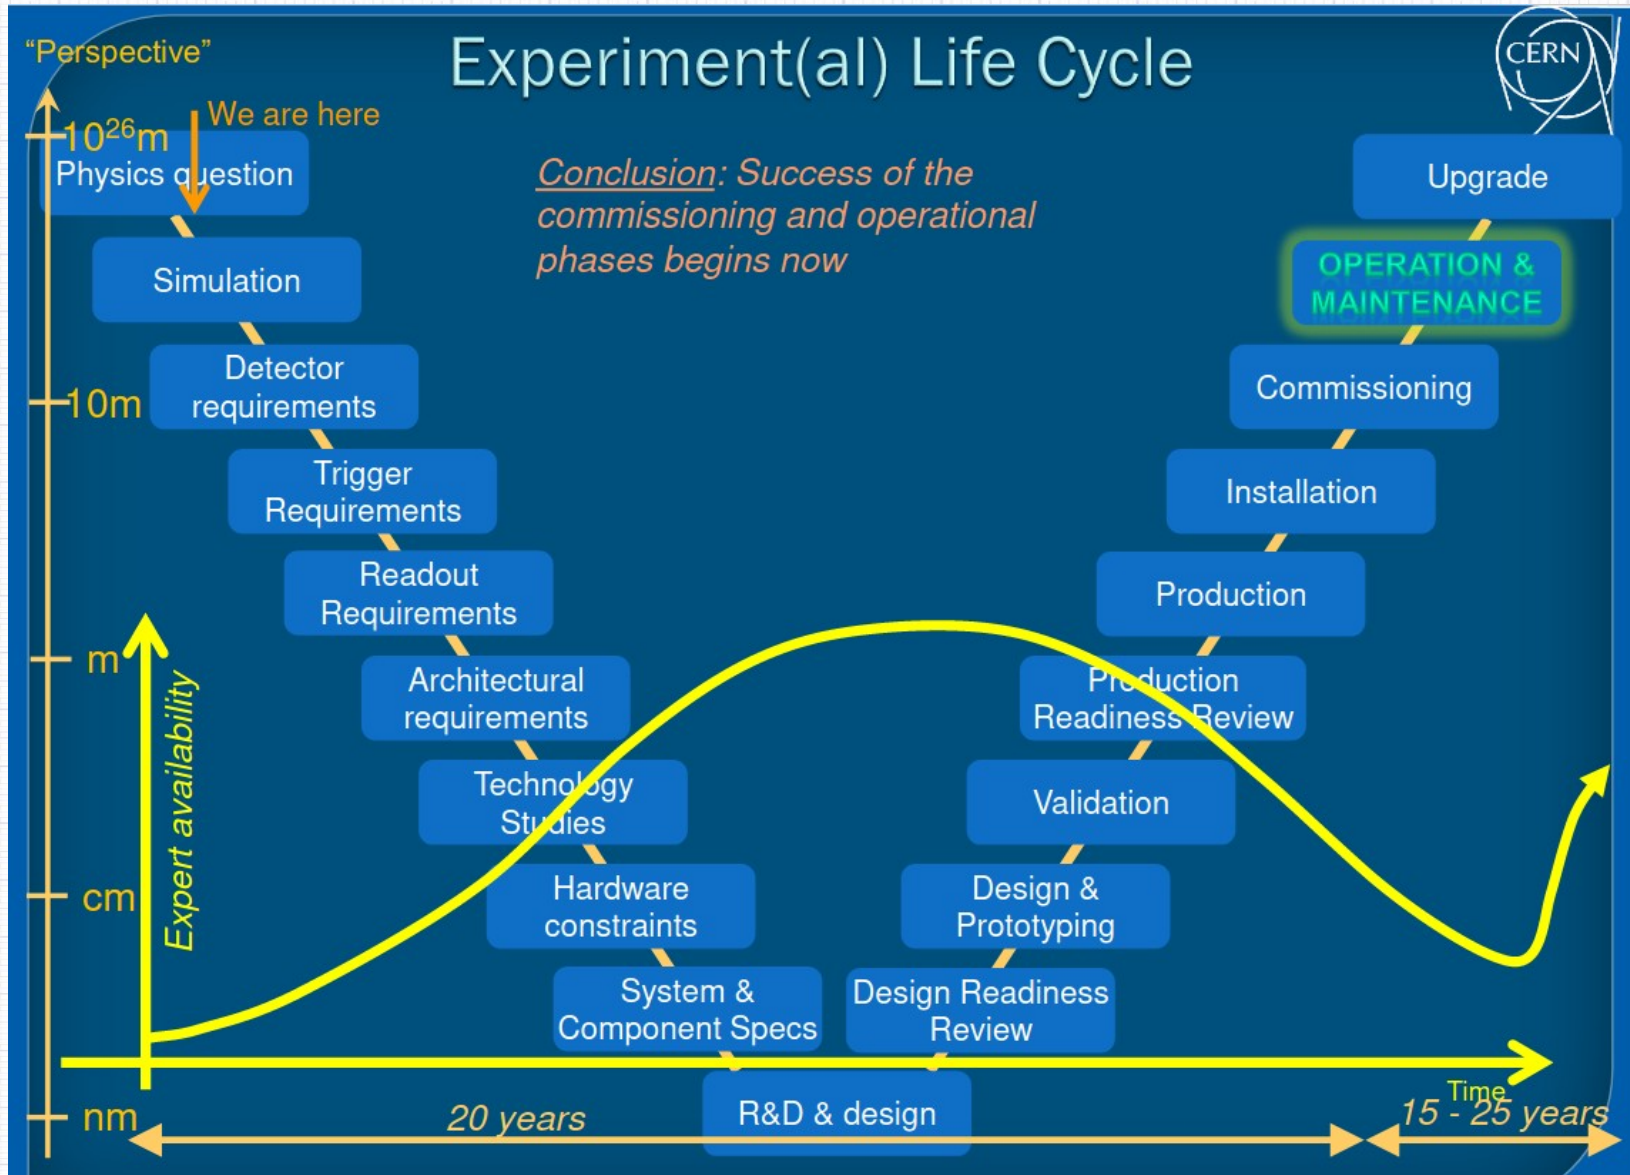 “Perspective”
Experiment(al) Life Cycle
CERN
We are here
10²⁶m
Physics question
Conclusion: Success of the
commissioning and operational
phases begins now
Upgrade
Simulation
OPERATION &
MAINTENANCE
Detector
requirements
10m
Commissioning
Trigger
Requirements
Installation
Readout
Requirements
Production
m
Architectural
requirements
Production
Readiness Review
Expert availability
Technology
Studies
Validation
cm
Hardware
constraints
Design &
Prototyping
System &
Component Specs
Design Readiness
Review
Time
nm
20 years
R&D & design
15 - 25 years